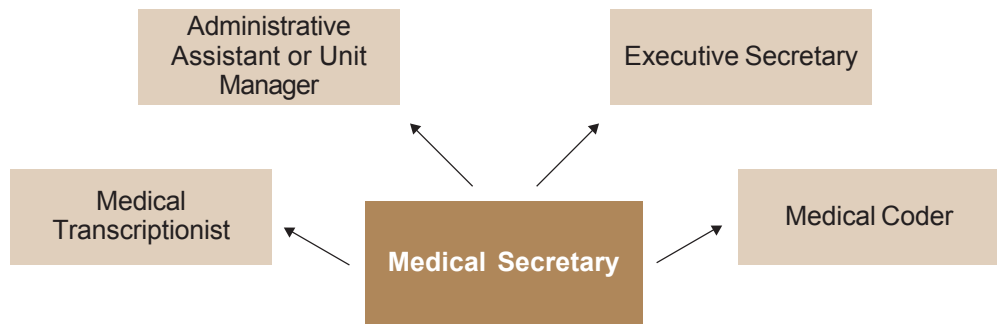 Administrative
Assistant or Unit
Manager
Executive Secretary
Medical
Transcriptionist
Medical Secretary
Medical Coder